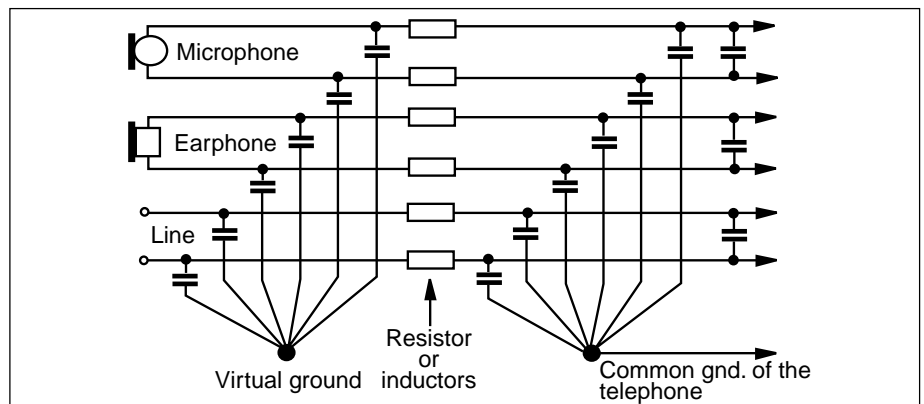 Microphone
Earphone
Line
Resistor
or
inductors
Virtual ground
Common gnd. of the
telephone